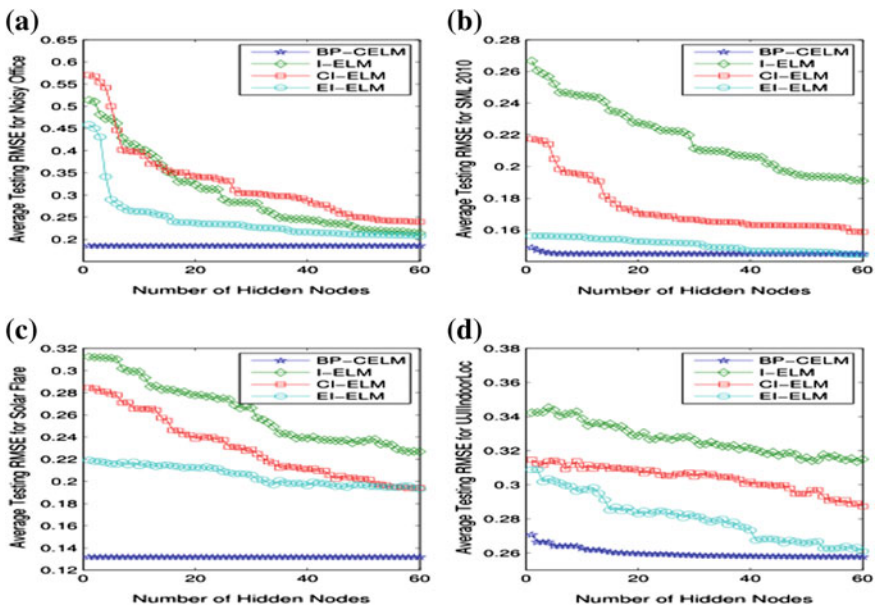 (a)
Average Testing RMSE for Noisy Office
0.65
0.6
0.55
0.5
0.45
0.4
0.35
0.3
0.25
0.2
BP-CELM
I-ELM
CI-ELM
EI-ELM
0
20
40
60
Number of Hidden Nodes
(b)
Average Testing RMSE for SML 2010
0.28
0.26
0.24
0.22
0.2
0.18
0.16
BP-CELM
I-ELM
CI-ELM
EI-ELM
0
20
40
60
Number of Hidden Nodes
(c)
Average Testing RMSE for Solar Flare
0.32
0.3
0.28
0.26
0.24
0.22
0.2
0.18
0.16
0.14
0.12
BP-CELM
I-ELM
CI-ELM
EI-ELM
0
20
40
60
Number of Hidden Nodes
(d)
Average Testing RMSE for UJIIndoorLoc
0.38
0.36
0.34
0.32
0.3
0.28
0.26
BP-CELM
I-ELM
CI-ELM
EI-ELM
0
20
40
60
Number of Hidden Nodes